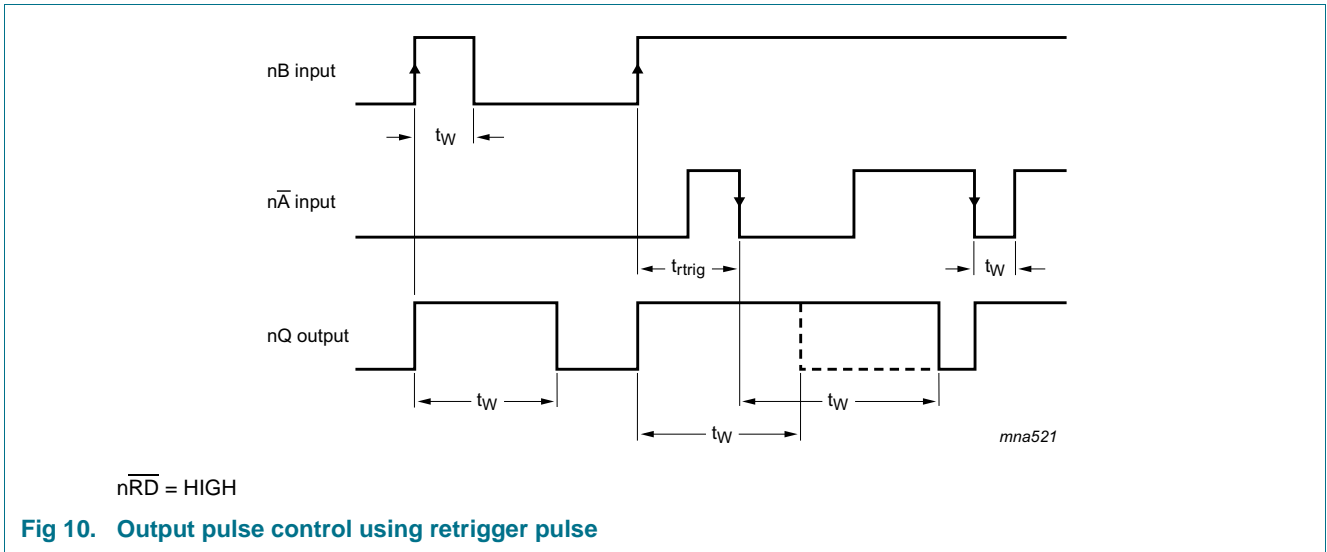 nB input
tW
nA̅ input
trtrig
tW
nQ output
tW
tW
tW
mna521
nR̅D̅ = HIGH
Fig 10. Output pulse control using retrigger pulse